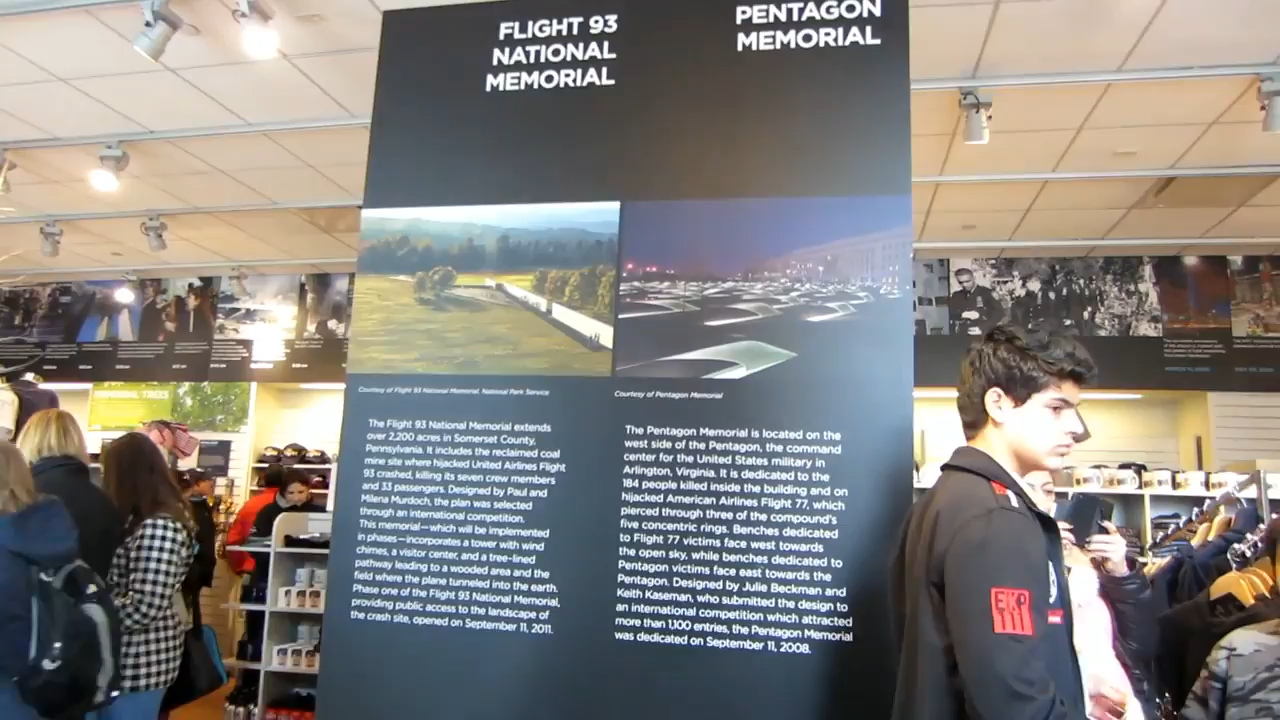 FLIGHT 93
NATIONAL
MEMORIAL
PENTAGON
MEMORIAL
Courtesy of Flight 93 National Memorial, National Park Service
Courtesy of Pentagon Memorial
The Flight 93 National Memorial extends
over 2,200 acres in Somerset County,
Pennsylvania. It includes the reclaimed coal
mine site where hijacked United Airlines Flight
93 crashed, killing its seven crew members
and 33 passengers. Designed by Paul and
Milena Murdoch, the plan was selected
through an international competition.
This memorial—which will be implemented
in phases—incorporates a tower with wind
chimes, a visitor center, and a tree-lined
pathway leading to a wooded area and the
field where the plane tunneled into the earth.
Phase one of the Flight 93 National Memorial,
providing public access to the landscape of
the crash site, opened on September 11, 2011.
The Pentagon Memorial is located on the
west side of the Pentagon, the command
center for the United States military in
Arlington, Virginia. It is dedicated to the
184 people killed inside the building and on
hijacked American Airlines Flight 77, which
pierced through three of the compound's
five concentric rings. Benches dedicated
to Flight 77 victims face west towards
the open sky, while benches dedicated to
Pentagon victims face east towards the
Pentagon. Designed by Julie Beckman and
Keith Kaseman, who submitted the design to
an international competition which attracted
more than 1,100 entries, the Pentagon Memorial
was dedicated on September 11, 2008.
MEMORIAL TREES